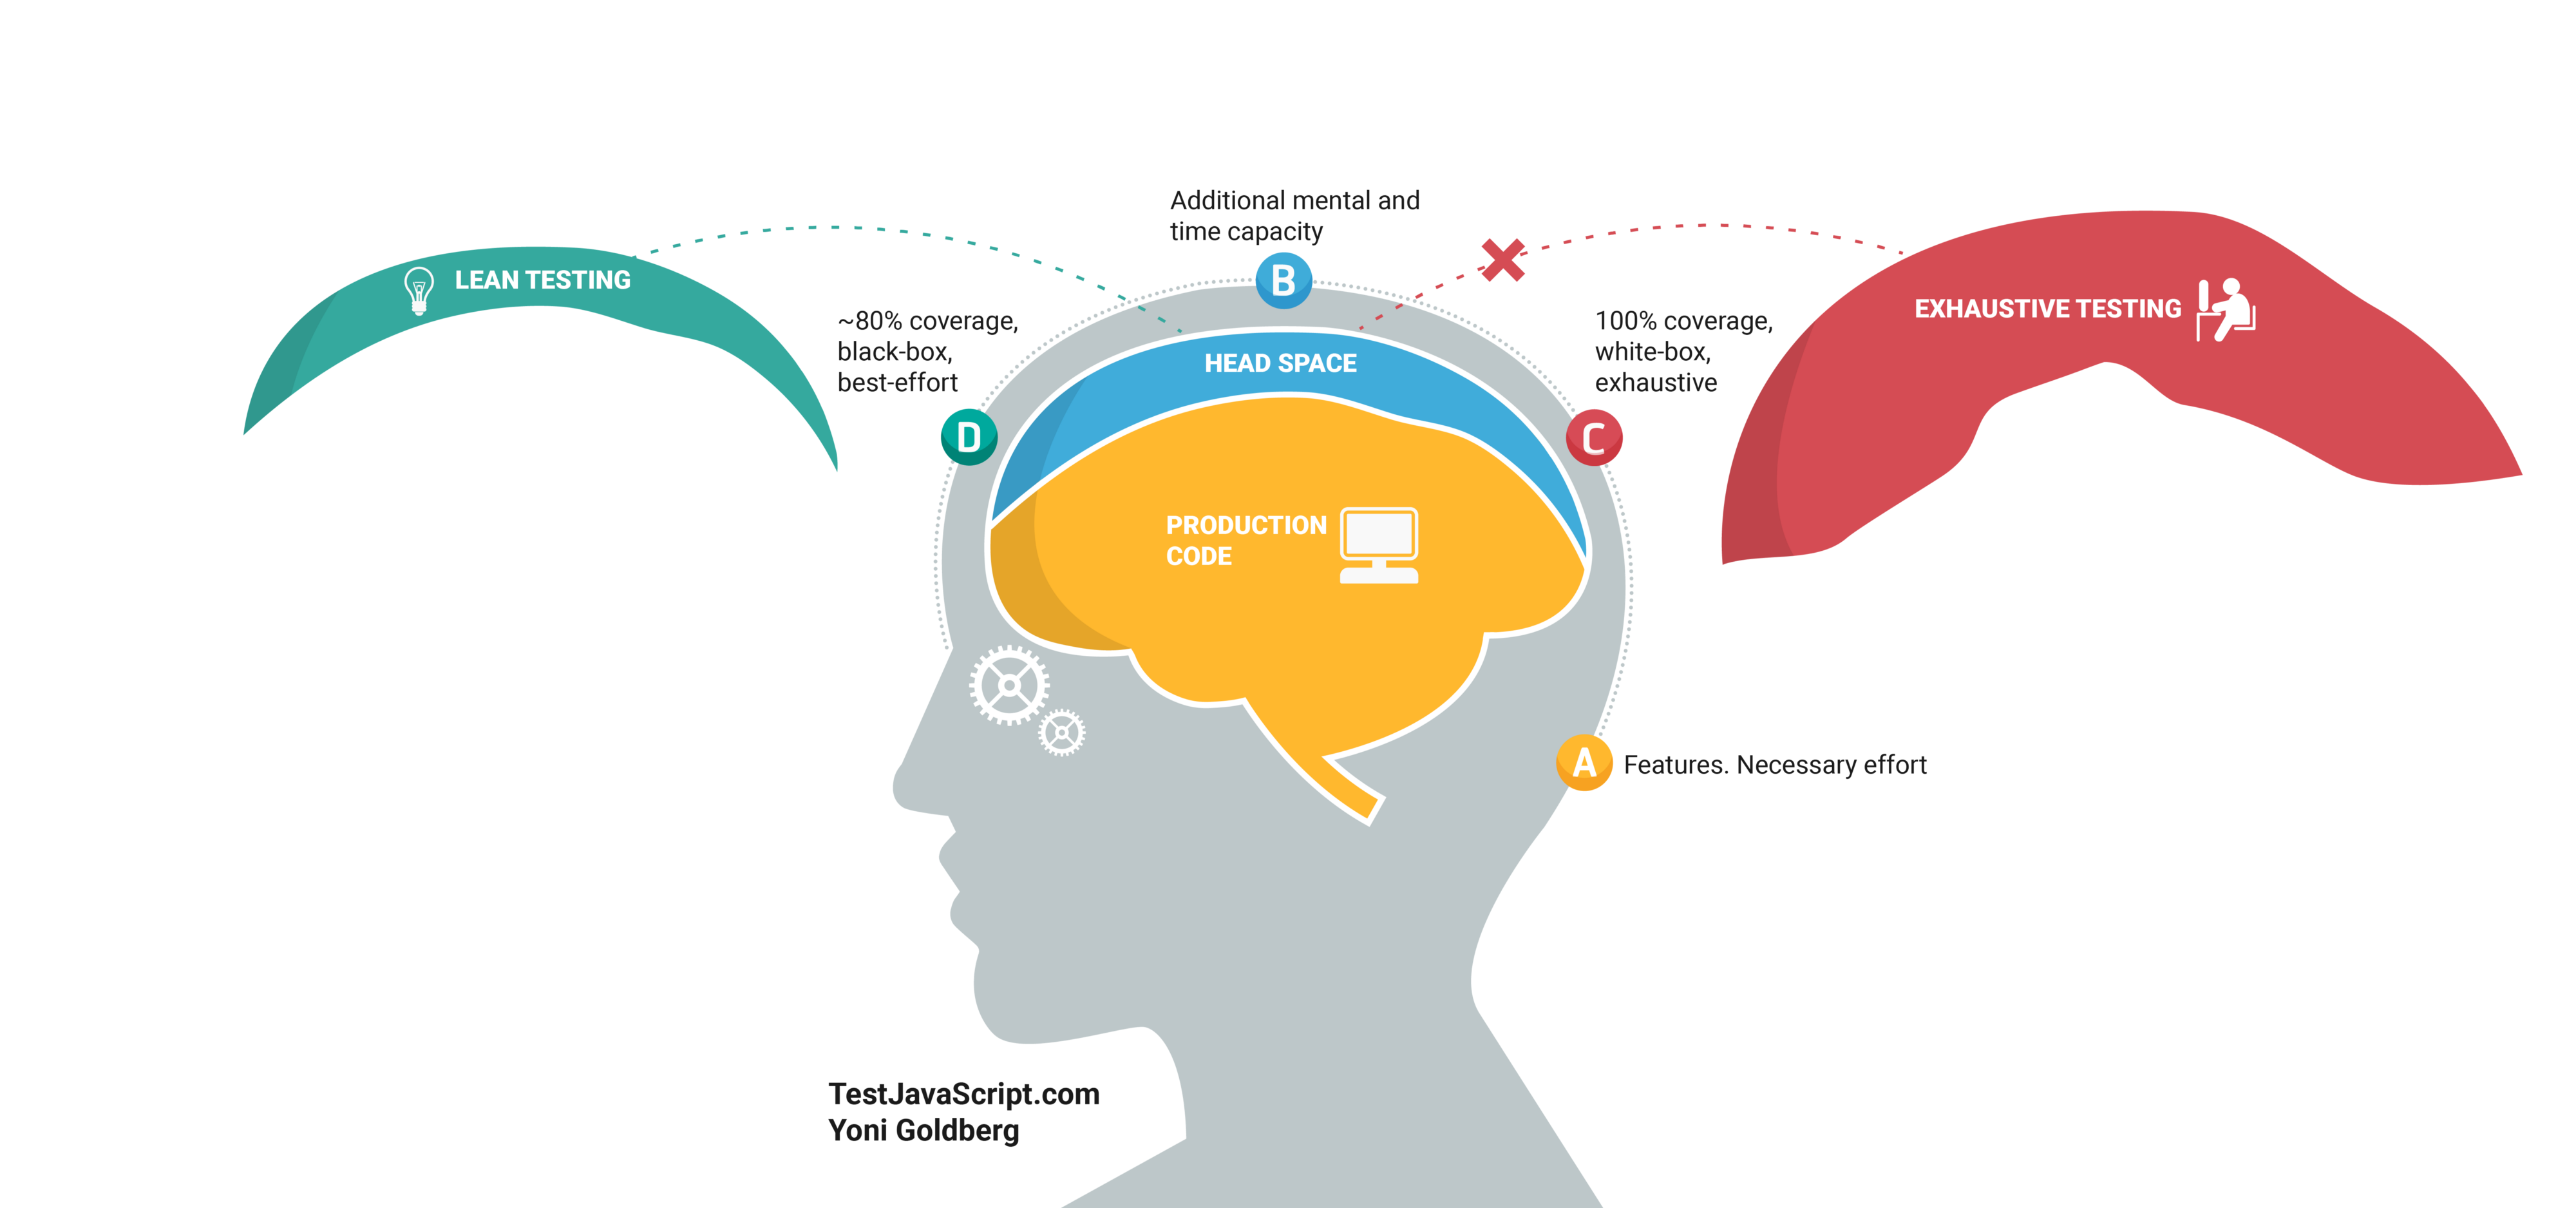 Additional mental and
time capacity
B
LEAN TESTING
~80% coverage,
black-box,
best-effort
D
HEAD SPACE
100% coverage,
white-box,
exhaustive
C
EXHAUSTIVE TESTING
PRODUCTION
CODE
A
Features. Necessary effort
TestJavaScript.com
Yoni Goldberg